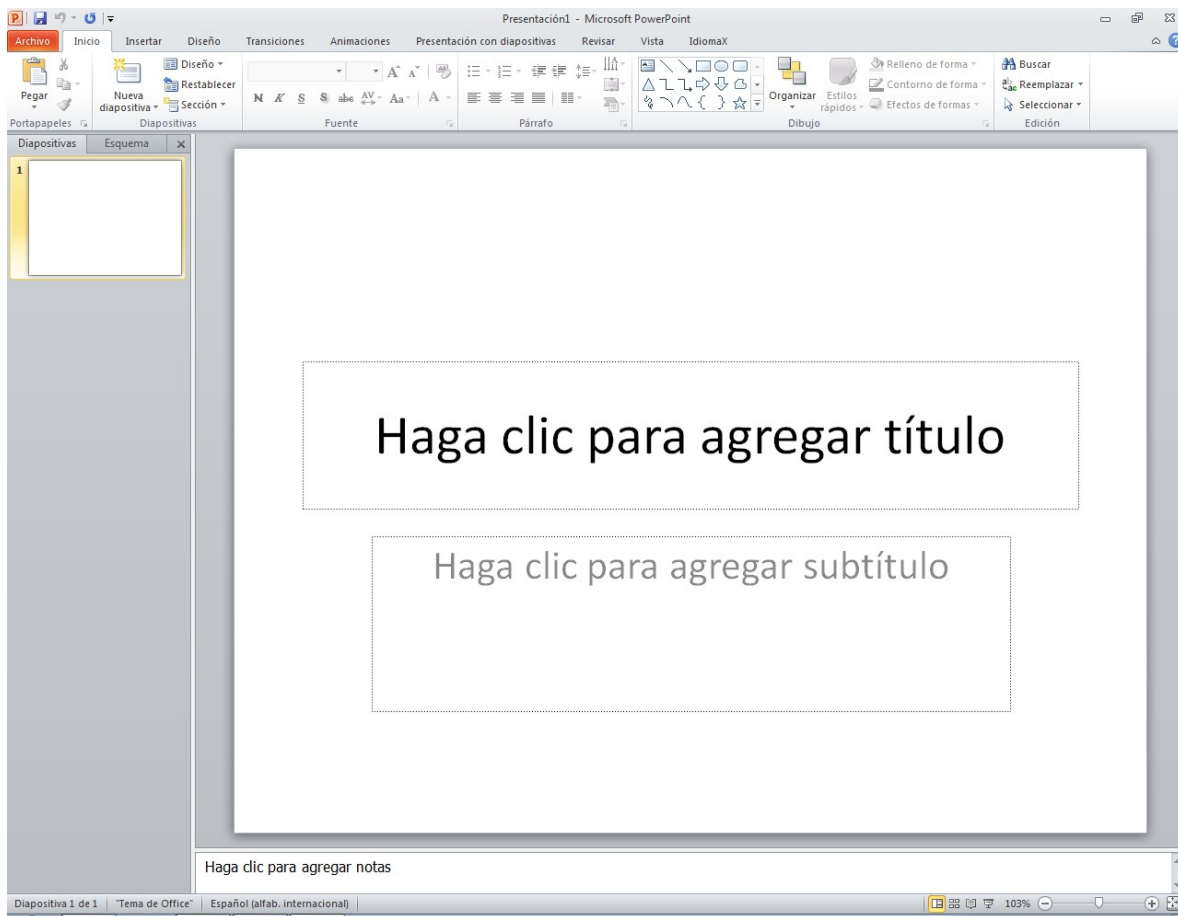 Presentación1 - Microsoft PowerPoint
Archivo Inicio Insertar Diseño Transiciones Animaciones Presentación con diapositivas Revisar Vista IdiomaX
Pegar
Portapapeles
Nueva
diapositiva
Diseño
Restablecer
Sección
Diapositivas
N K S S abc AV Aa A
Fuente
Párrafo
Organizar
Estilos
rápidos
Relleno de forma
Contorno de forma
Efectos de formas
Dibujo
Buscar
Reemplazar
Seleccionar
Edición
Diapositivas Esquema
1
Haga clic para agregar título
Haga clic para agregar subtítulo
Haga clic para agregar notas
Diapositiva 1 de 1 "Tema de Office" Español (alfab. internacional) 103%